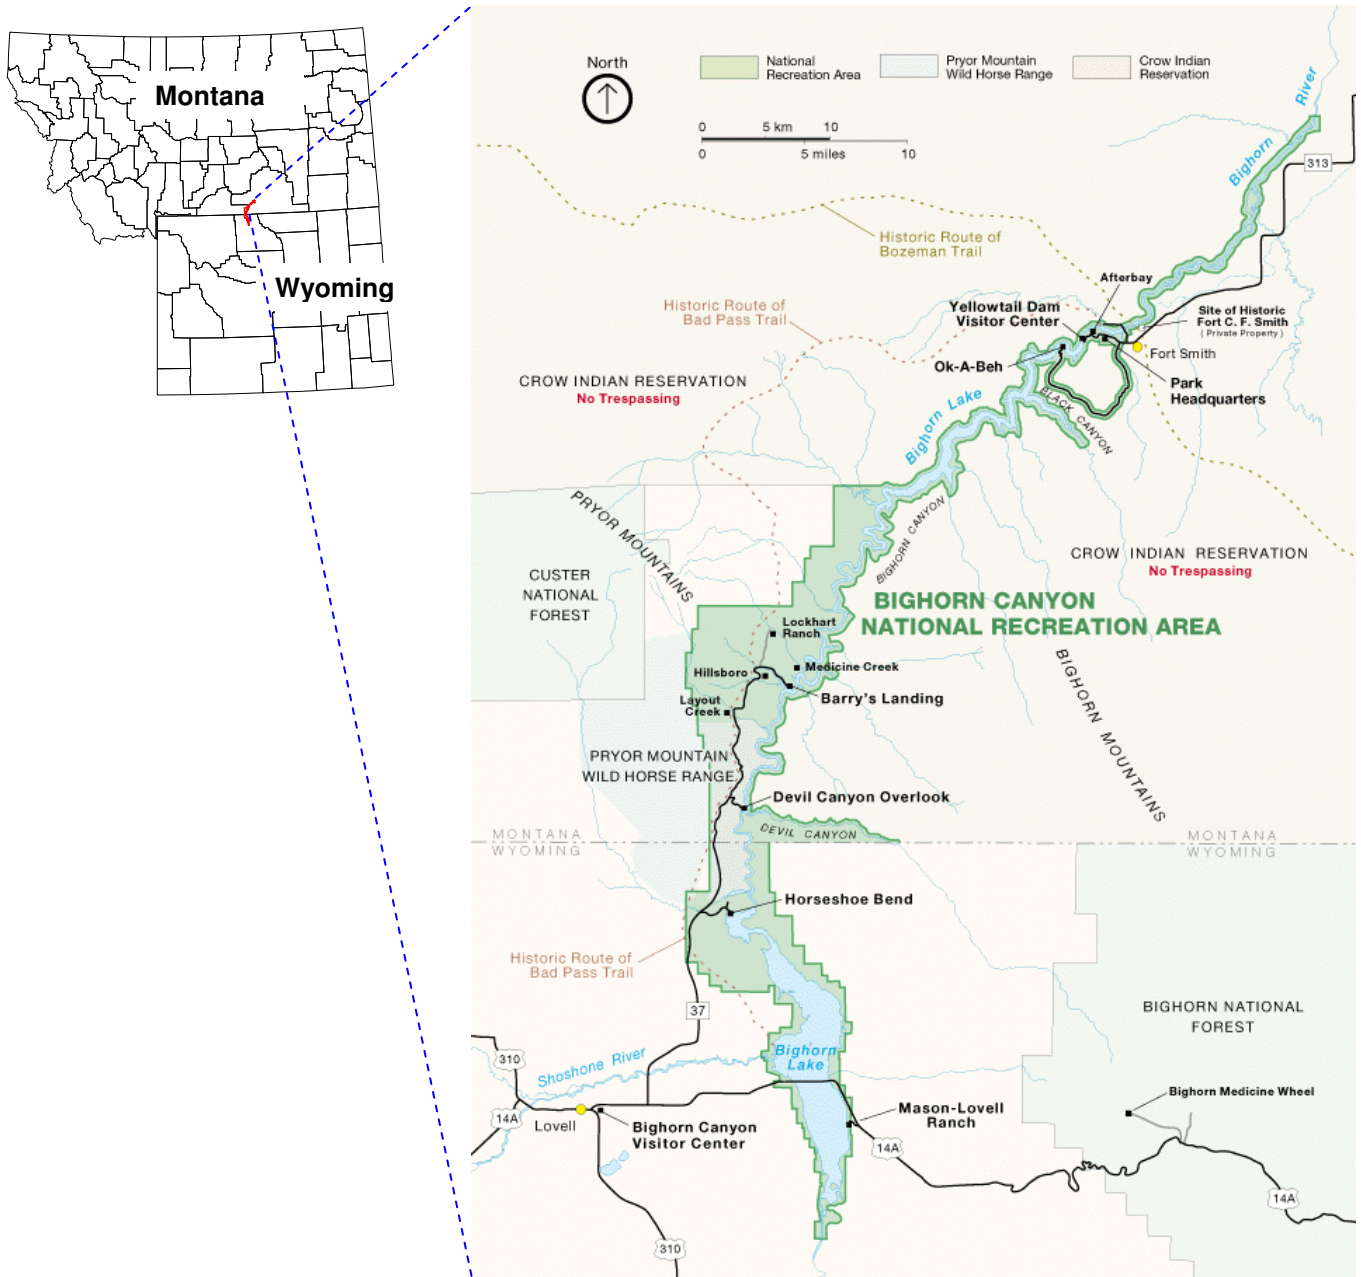 Montana
Wyoming
North
National
Recreation Area
Pryor Mountain
Wild Horse Range
Crow Indian
Reservation
0
5 km
10
0
5 miles
10
Bighorn
River
313
Historic Route of
Bozeman Trail
Afterbay
Historic Route of
Bad Pass Trail
Yellowtail Dam
Visitor Center
Site of Historic
Fort C. F. Smith
( Private Property )
Fort Smith
Ok-A-Beh
Park
Headquarters
CROW INDIAN RESERVATION
No Trespassing
BLACK CANYON
Bighorn Lake
PRYOR MOUNTAINS
BIGHORN CANYON
CROW INDIAN RESERVATION
No Trespassing
CUSTER
NATIONAL
FOREST
BIGHORN CANYON
NATIONAL RECREATION AREA
Lockhart
Ranch
Hillsboro
Medicine Creek
Barry's Landing
Layout
Creek
BIGHORN MOUNTAINS
PRYOR MOUNTAIN
WILD HORSE RANGE
Devil Canyon Overlook
DEVIL CANYON
MONTANA
WYOMING
MONTANA
WYOMING
Horseshoe Bend
Historic Route of
Bad Pass Trail
37
BIGHORN NATIONAL
FOREST
310
Shoshone River
Bighorn
Lake
Bighorn Medicine Wheel
14A
Lovell
Bighorn Canyon
Visitor Center
Mason-Lovell
Ranch
14A
14A
310